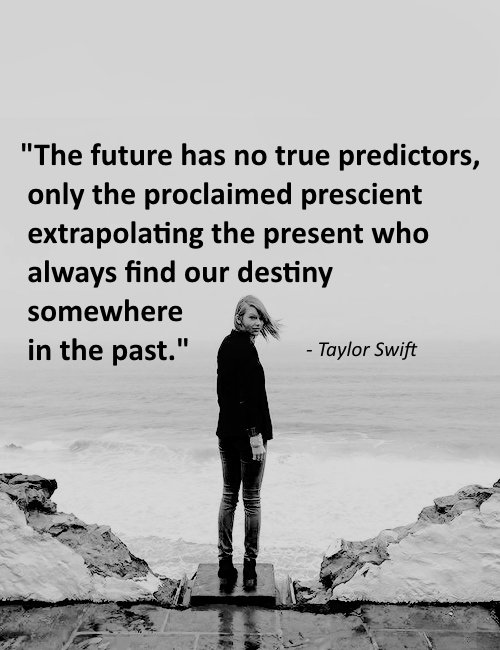 "The future has no true predictors,
only the proclaimed prescient
extrapolating the present who
always find our destiny
somewhere
in the past."
- Taylor Swift